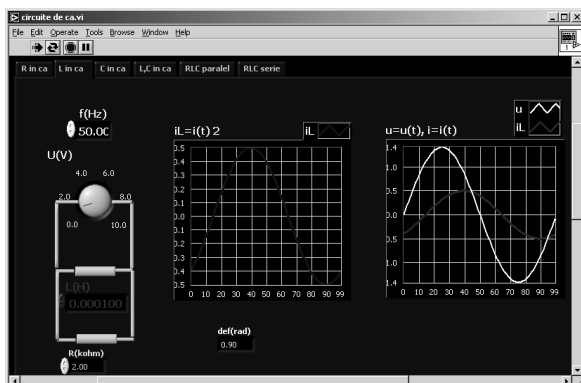 circuite de ca.vi
File Edit Operate Tools Browse Window Help
1
R in ca L in ca C in ca L,C in ca RLC paralel RLC serie
f(Hz)
50.00
U(V)
4.0 6.0
2.0 8.0
0.0 10.0
L(H)
0.000100
R(kohm)
2.00
iL=i(t) 2
iL
0.5
0.4
0.3
0.2
0.1
0.0
0.1
0.2
0.3
0.4
0.5
0 10 20 30 40 50 60 70 80 90 99
def(rad)
0.90
u
iL
u=u(t), i=i(t)
1.4
1.0
0.5
0.0
0.5
1.0
1.4
0 10 20 30 40 50 60 70 80 90 99